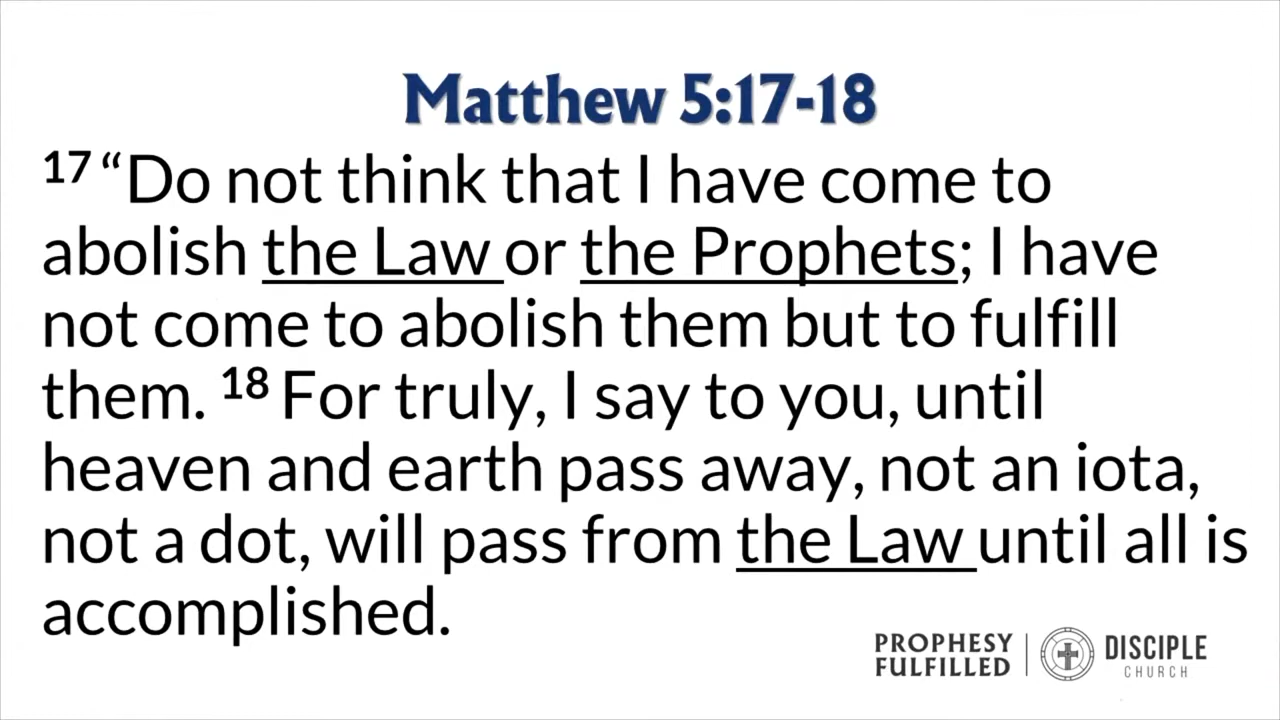 Matthew 5:17-18
17 “Do not think that I have come to
abolish the Law or the Prophets; I have
not come to abolish them but to fulfill
them. 18 For truly, I say to you, until
heaven and earth pass away, not an iota,
not a dot, will pass from the Law until all is
accomplished.
PROPHESY
FULFILLED
DISCIPLE
CHURCH